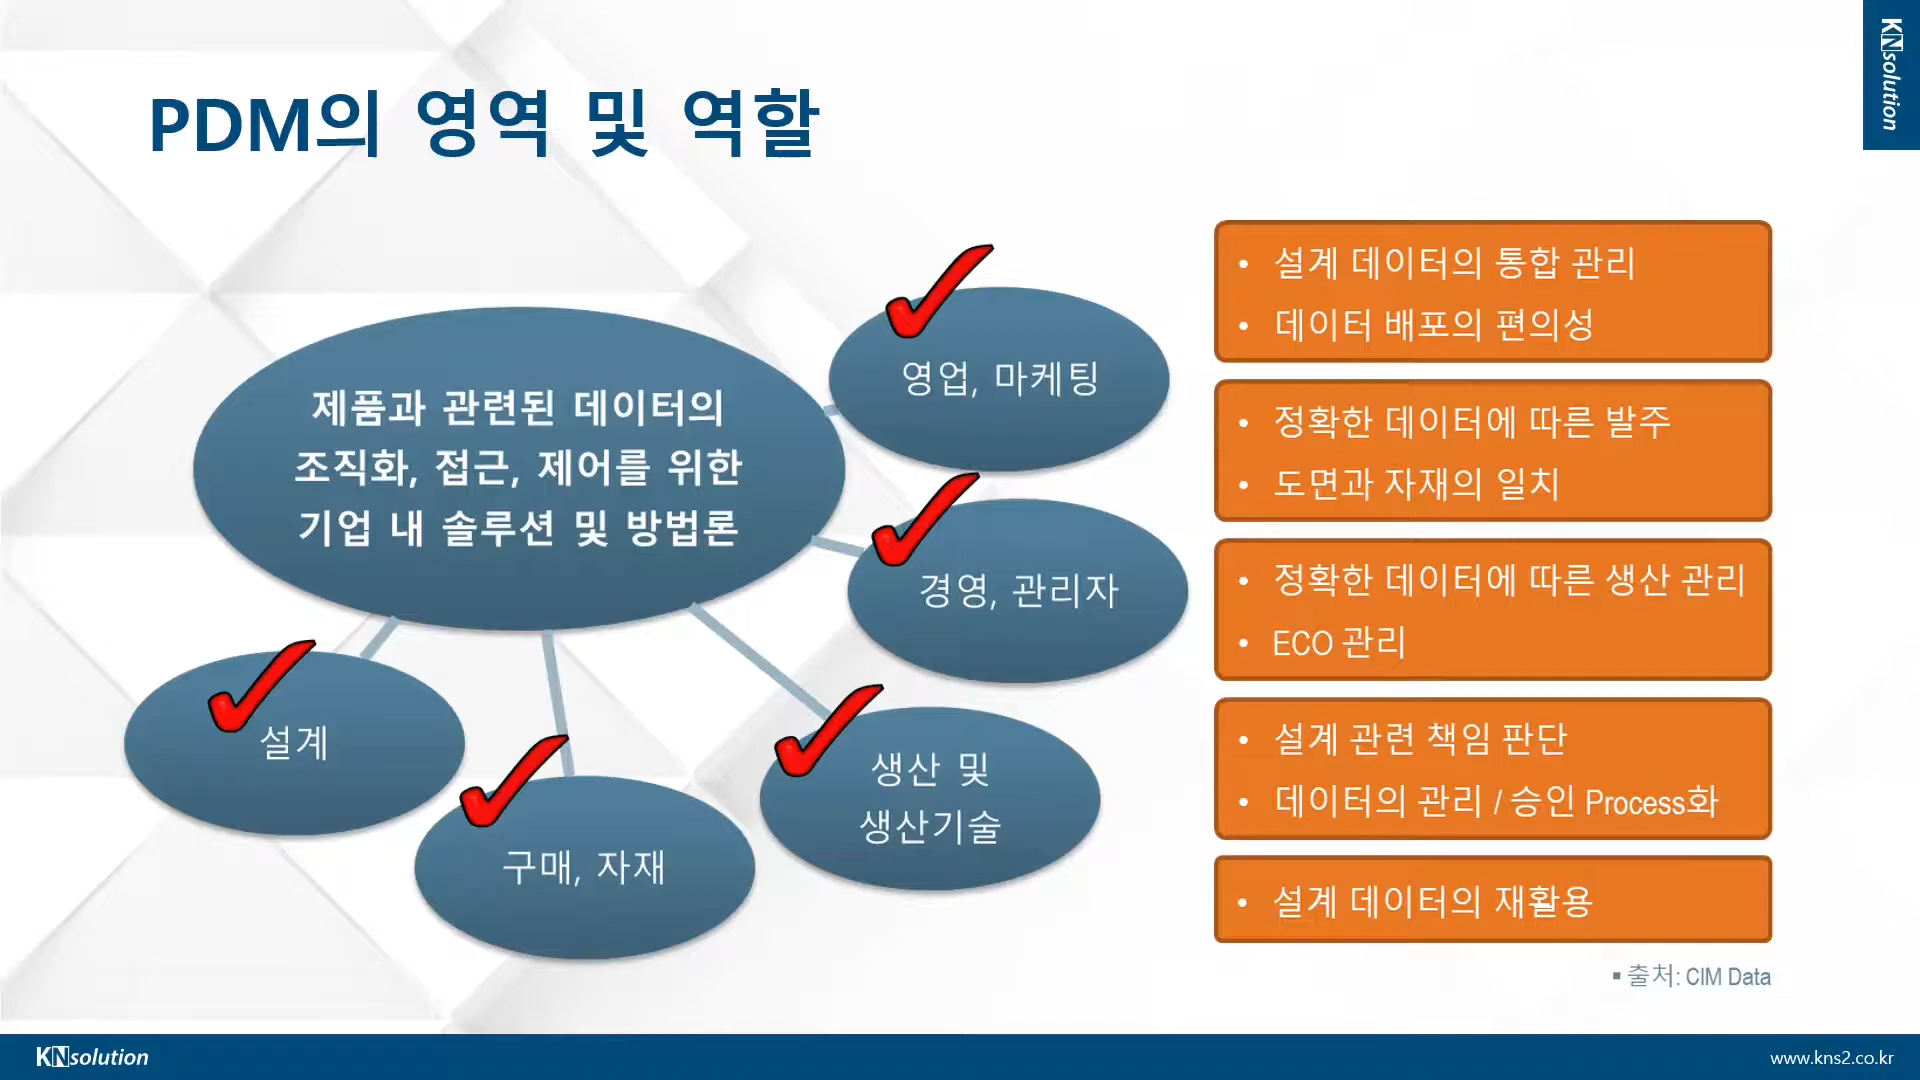 KNsolution
PDM의 영역 및 역할
제품과 관련된 데이터의
조직화, 접근, 제어를 위한
기업 내 솔루션 및 방법론
영업, 마케팅
경영, 관리자
생산 및
생산기술
구매, 자재
설계
• 설계 데이터의 통합 관리
• 데이터 배포의 편의성
• 정확한 데이터에 따른 발주
• 도면과 자재의 일치
• 정확한 데이터에 따른 생산 관리
• ECO 관리
• 설계 관련 책임 판단
• 데이터의 관리 / 승인 Process화
• 설계 데이터의 재활용
▪ 출처: CIM Data
KNsolution
www.kns2.co.kr